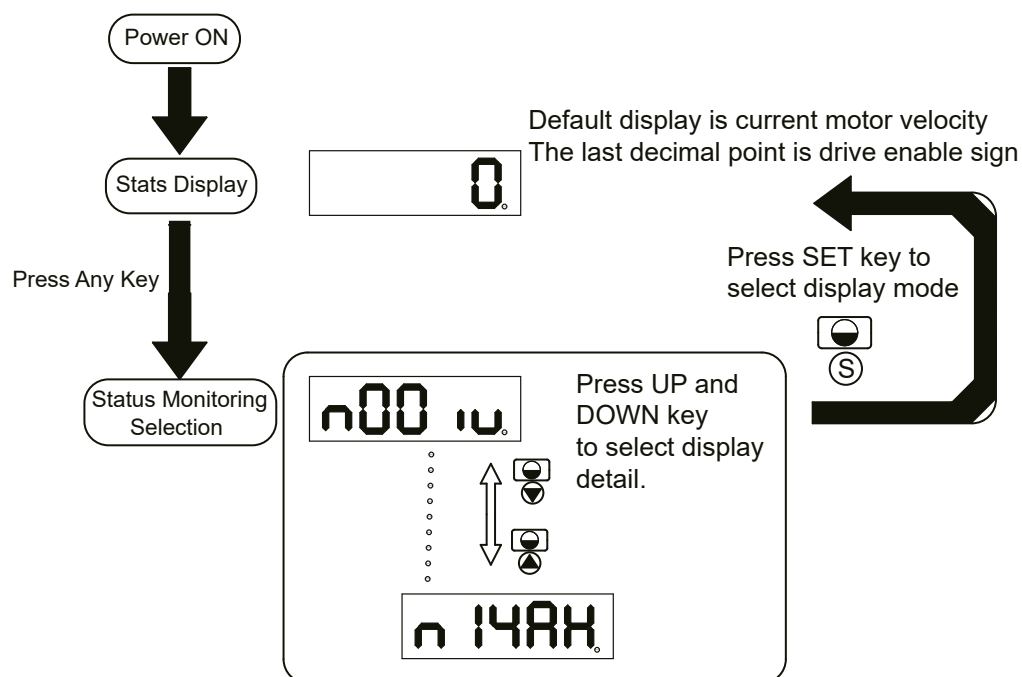 Power ON
Default display is current motor velocity
The last decimal point is drive enable sign
Stats Display
0.
Press SET key to
select display mode
Press Any Key
S
Status Monitoring
Selection
n00 iv.
Press UP and
DOWN key
to select display
detail.
n 14AH.